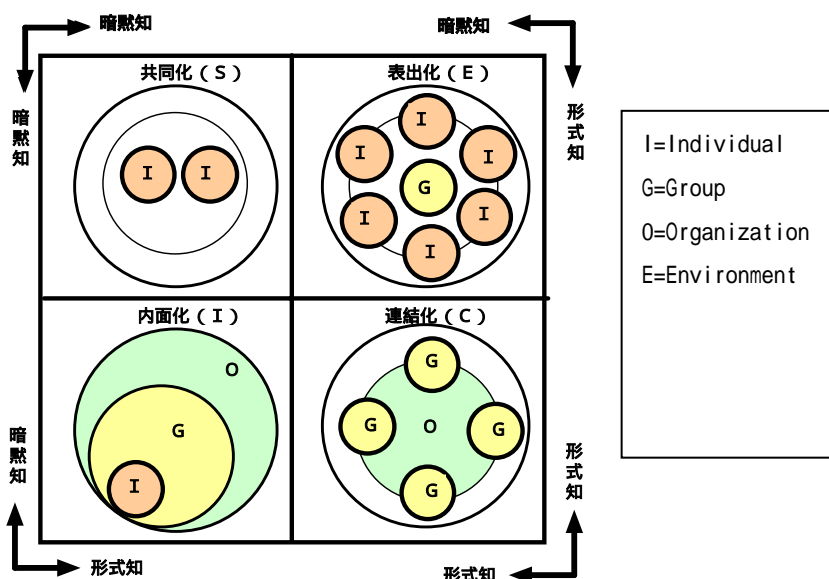 暗黙知
暗黙知
暗黙知
形式知
共同化(S)
I I
表出化(E)
I
I I
G
I I
I
I=Individual
G=Group
O=Organization
E=Environment
内面化(I)
O
G
I
連結化(C)
G
G O G
G
暗黙知
形式知
形式知
形式知